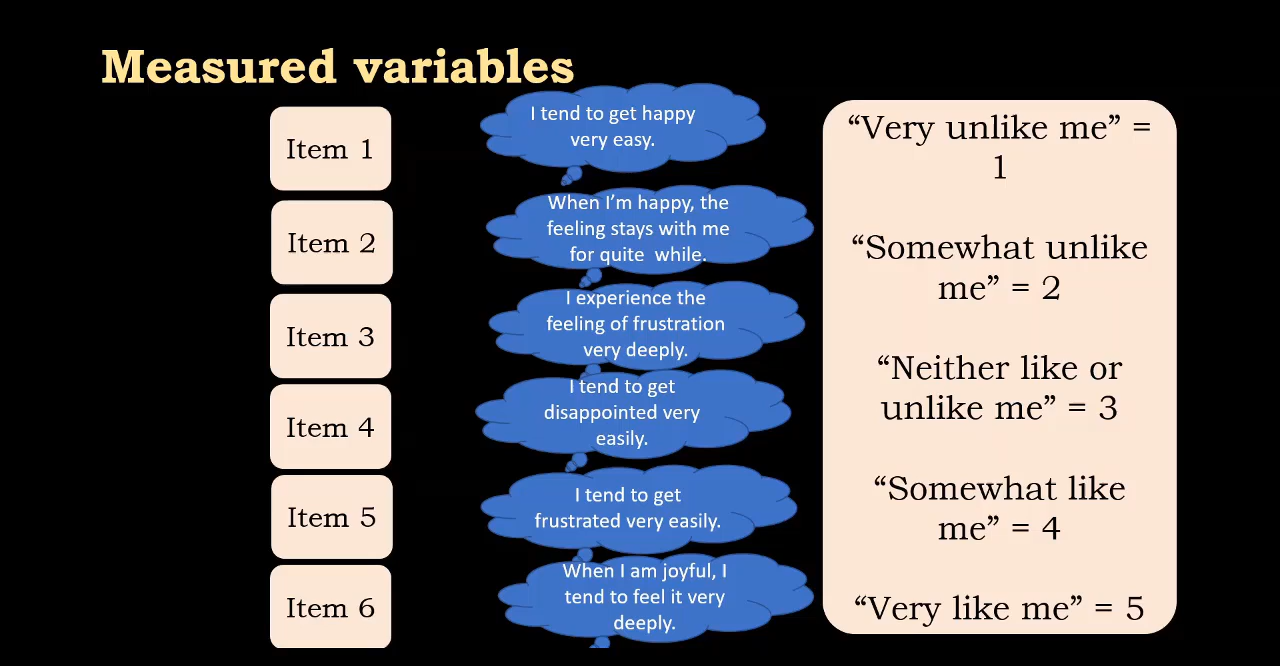 Measured variables
Item 1
I tend to get happy
very easy.
Item 2
When I’m happy, the
feeling stays with me
for quite while.
Item 3
I experience the
feeling of frustration
very deeply.
Item 4
I tend to get
disappointed very
easily.
Item 5
I tend to get
frustrated very easily.
Item 6
When I am joyful, I
tend to feel it very
deeply.
“Very unlike me” =
1
“Somewhat unlike
me” = 2
“Neither like or
unlike me” = 3
“Somewhat like
me” = 4
“Very like me” = 5